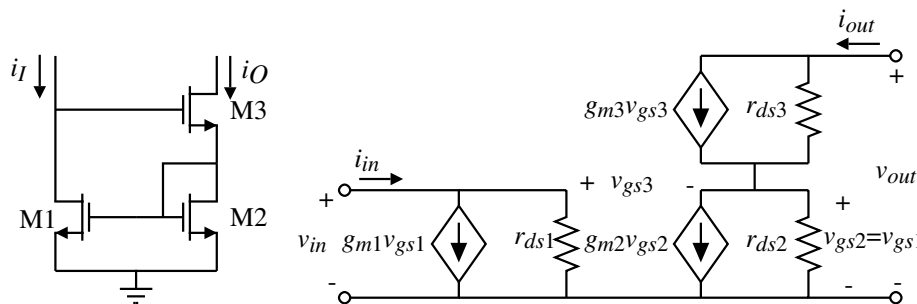 i_I
i_O
M3
M1
M2
i_out
+
g_m3v_gs3
r_ds3
i_in
+ v_gs3 -
v_out
+
+
v_in
g_m1v_gs1
r_ds1
g_m2v_gs2
r_ds2
v_gs2=v_gs1
-
-
-